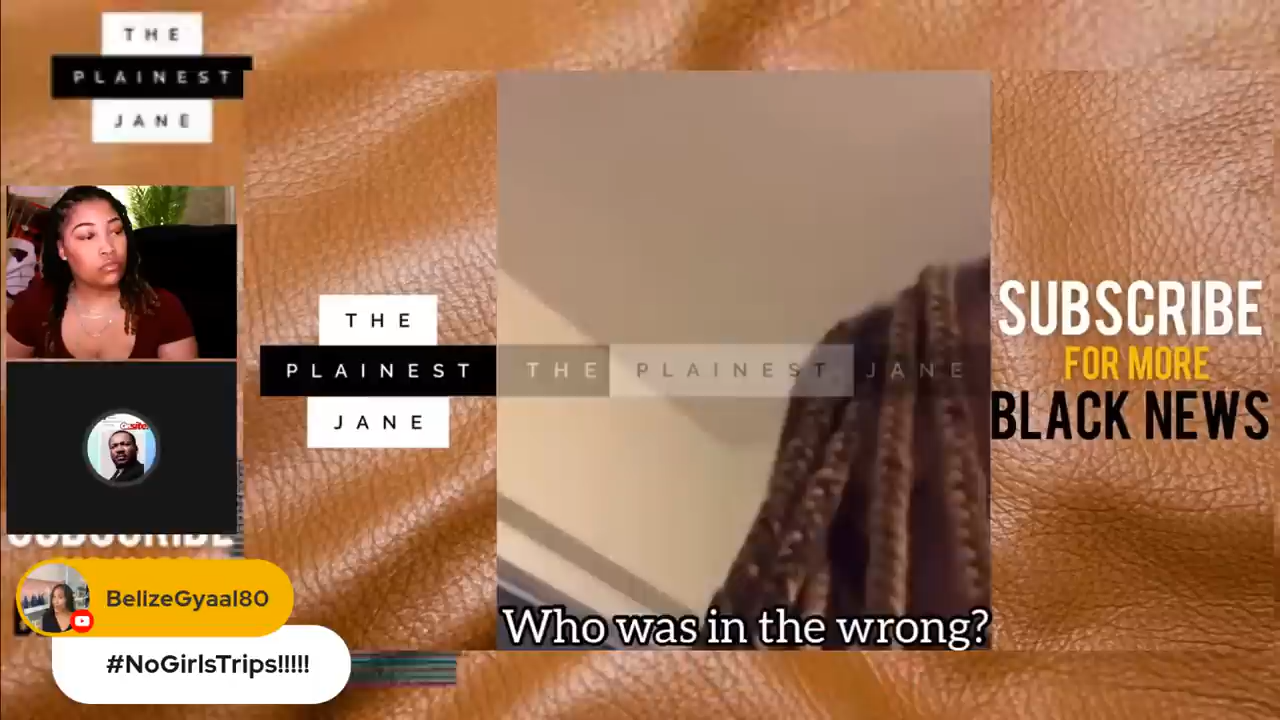 THE
PLAINEST
JANE
THE
PLAINEST
JANE
THE PLAINEST JANE
SUBSCRIBE
FOR MORE
BLACK NEWS
SUBSCRIBE
BelizeGyaal80
#NoGirlsTrips!!!!!
Who was in the wrong?